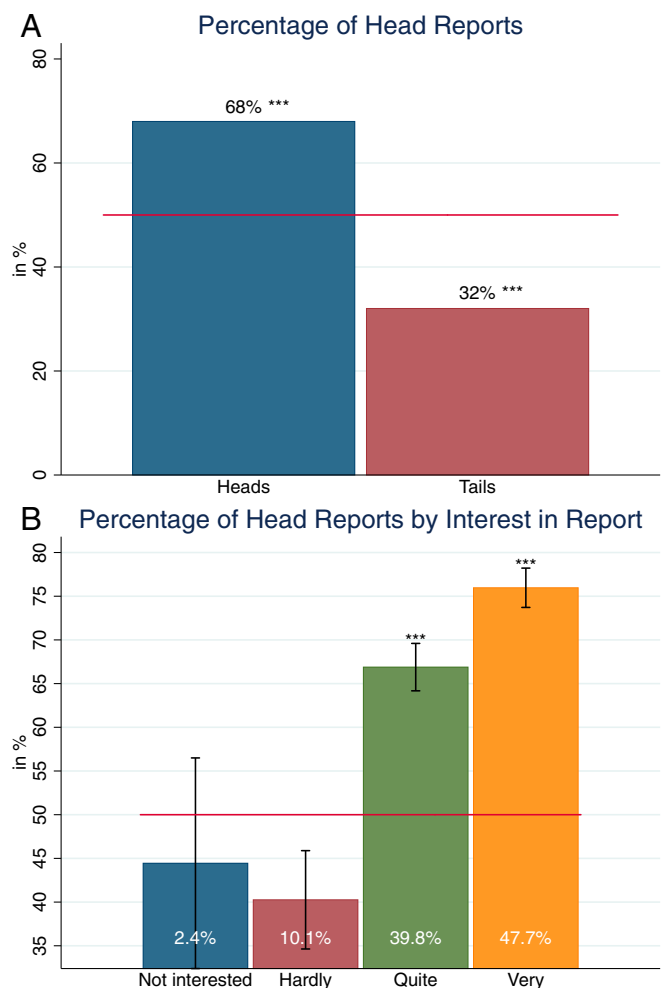 A
Percentage of Head Reports
80
68% ***
60
in %
40
32% ***
20
0
Heads Tails
B
Percentage of Head Reports by Interest in Report
80
***
75
70
***
65
60
in %
55
50
45
40
2.4% 10.1% 39.8% 47.7%
35
Not interested Hardly Quite Very